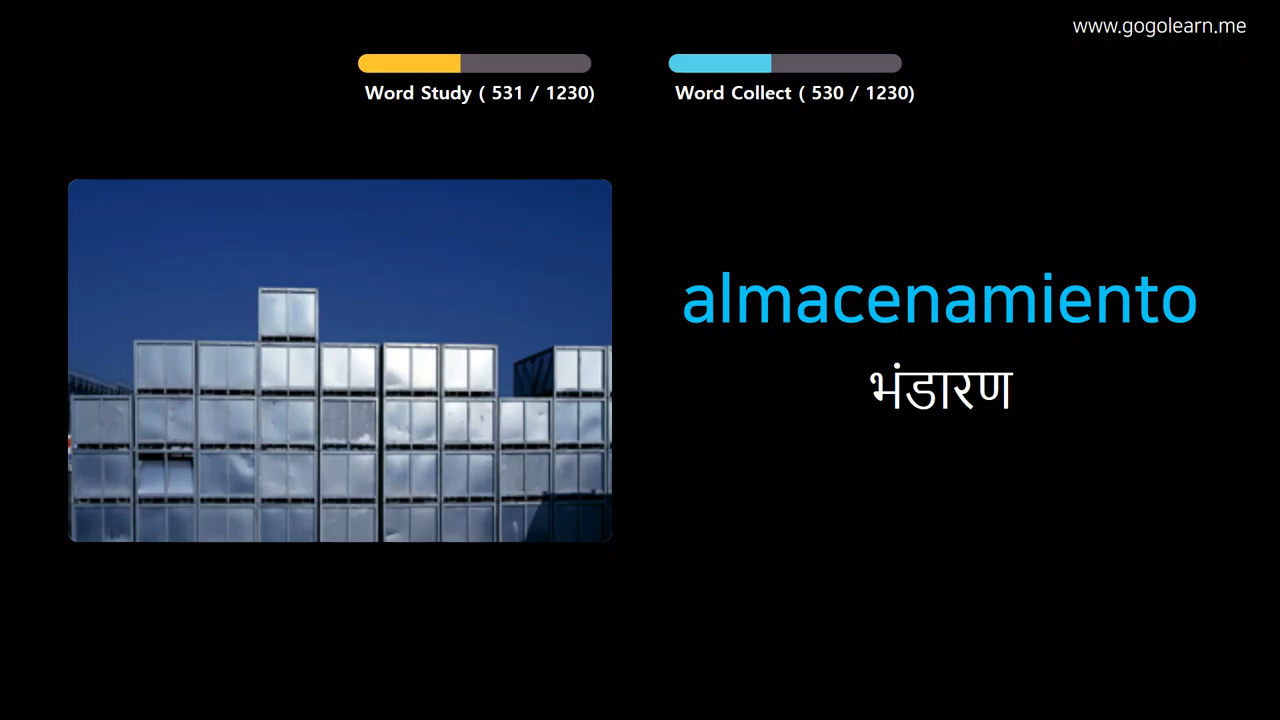 www.gogolearn.me
Word Study ( 531 / 1230)
Word Collect ( 530 / 1230)
almacenamiento
भंडारण